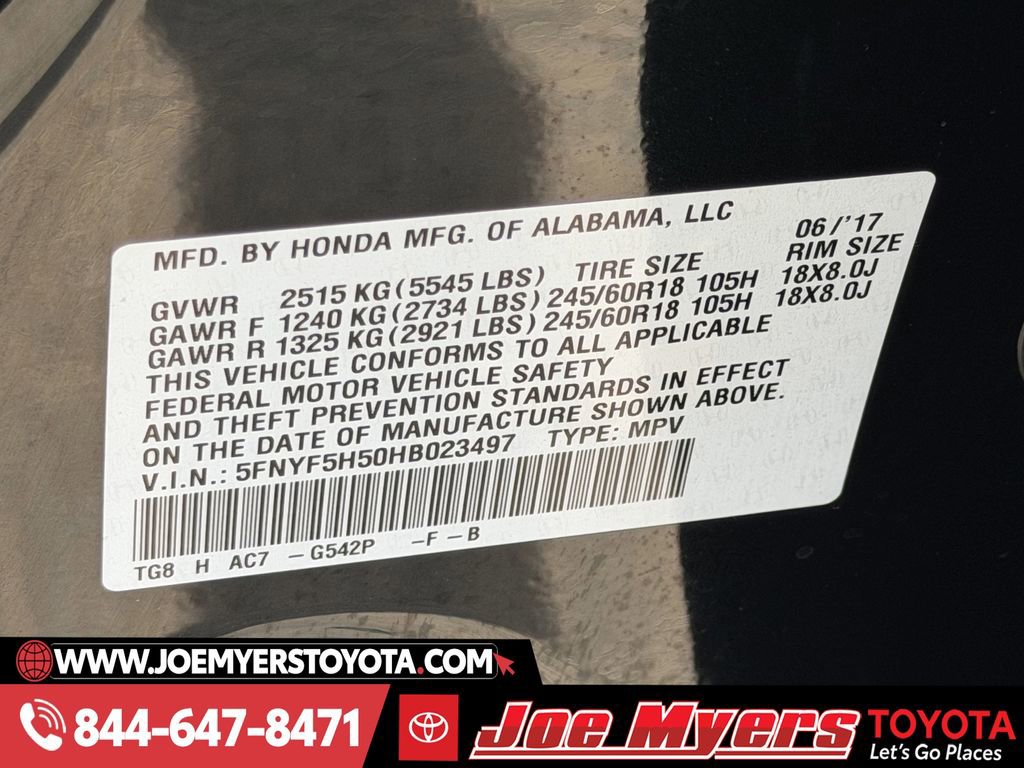 MFD. BY HONDA MFG. OF ALABAMA, LLC 06/'17
GVWR 2515 KG (5545 LBS) TIRE SIZE RIM SIZE
GAWR F 1240 KG (2734 LBS) 245/60R18 105H 18X8.0J
GAWR R 1325 KG (2921 LBS) 245/60R18 105H 18X8.0J
THIS VEHICLE CONFORMS TO ALL APPLICABLE
FEDERAL MOTOR VEHICLE SAFETY
AND THEFT PREVENTION STANDARDS IN EFFECT
ON THE DATE OF MANUFACTURE SHOWN ABOVE.
V.I.N.: 5FNYF5H50HB023497 TYPE: MPV
TG8 H AC7 - G542P - F - B
WWW.JOEMYERSTOYOTA.COM
844-647-8471
Joe Myers TOYOTA
Let's Go Places